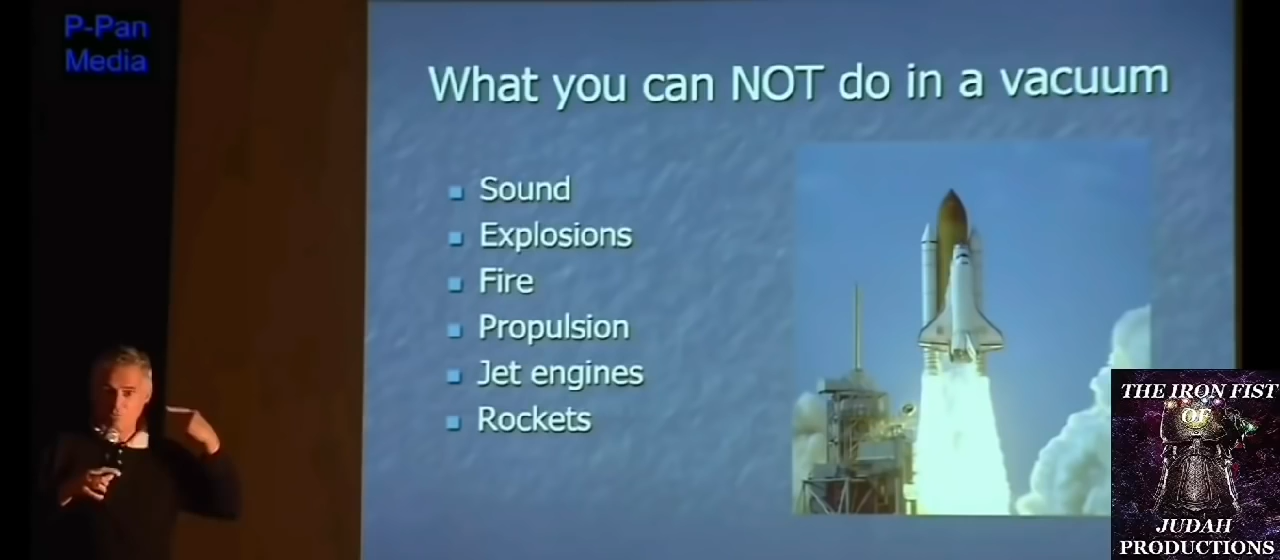 P-Pan
Media
What you can NOT do in a vacuum
Sound
Explosions
Fire
Propulsion
Jet engines
Rockets
THE IRON FIST
OF
JUDAH
PRODUCTIONS